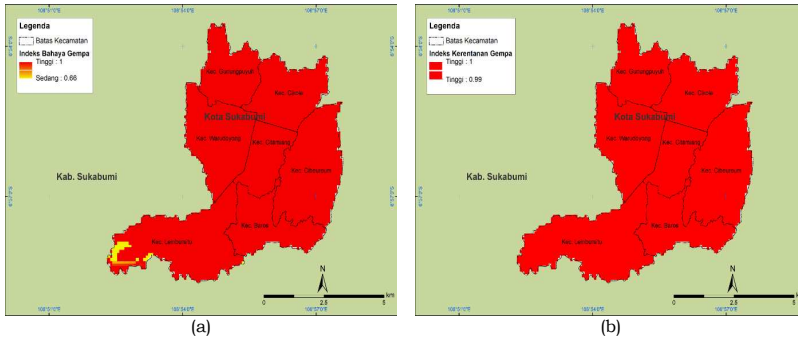 Legenda
Batas Kecamatan
Indeks Bahaya Gempa
Tinggi : 1
Sedang : 0.66
Kec. Gunungpuyuh
Kec. Cikole
Kota Sukabumi
Kec. Warudoyong
Kec. Citamiang
Kec. Cibeureum
Kab. Sukabumi
Kec. Baros
Kec. Lembursitu
N
km
0 2.5 5
(a)
Legenda
Batas Kecamatan
Indeks Kerentanan Gempa
Tinggi : 1
Tinggi : 0.99
Kec. Gunungpuyuh
Kec. Cikole
Kota Sukabumi
Kec. Warudoyong
Kec. Citamiang
Kec. Cibeureum
Kab. Sukabumi
Kec. Baros
Kec. Lembursitu
N
0 2.5 5
(b)